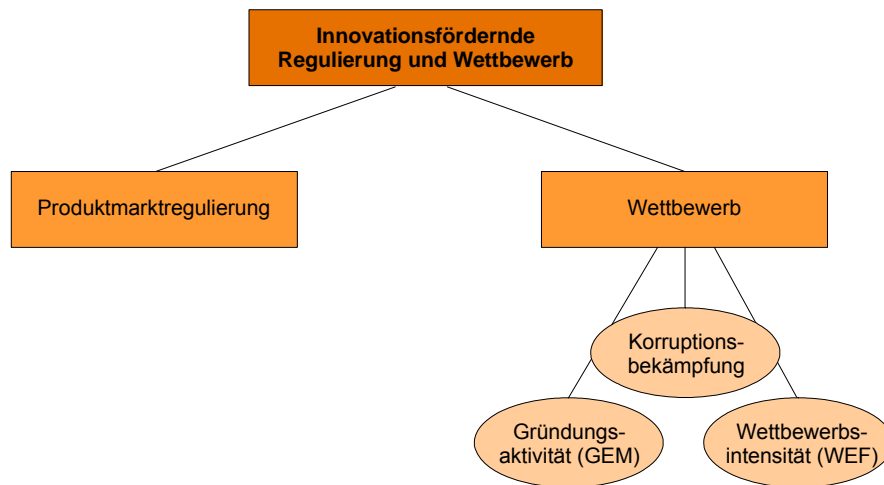 Innovationsfördernde
Regulierung und Wettbewerb
Produktmarktregulierung
Wettbewerb
Korruptions-
bekämpfung
Gründungs-
aktivität (GEM)
Wettbewerbs-
intensität (WEF)